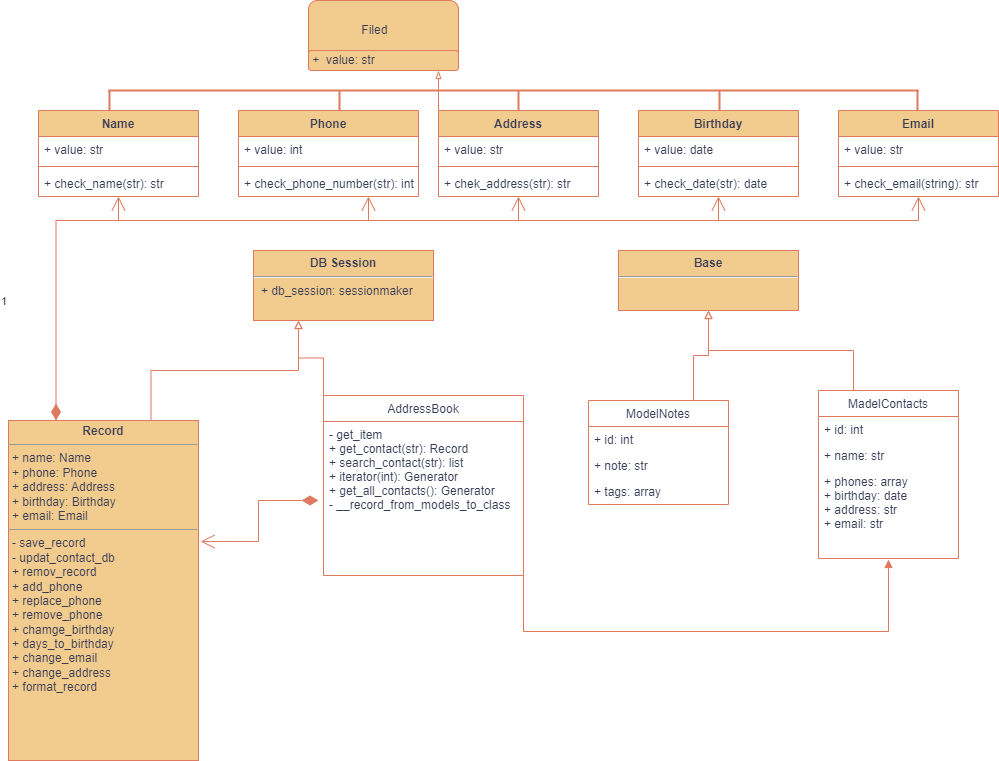 Filed
+ value: str
Name
+ value: str
+ check_name(str): str
Phone
+ value: int
+ check_phone_number(str): int
Address
+ value: str
+ chek_address(str): str
Birthday
+ value: date
+ check_date(str): date
Email
+ value: str
+ check_email(string): str
DB Session
+ db_session: sessionmaker
Base
1
Record
+ name: Name
+ phone: Phone
+ address: Address
+ birthday: Birthday
+ email: Email
- save_record
- updat_contact_db
+ remov_record
+ add_phone
+ replace_phone
+ remove_phone
+ chamge_birthday
+ days_to_birthday
+ change_email
+ change_address
+ format_record
AddressBook
- get_item
+ get_contact(str): Record
+ search_contact(str): list
+ iterator(int): Generator
+ get_all_contacts(): Generator
- __record_from_models_to_class
ModelNotes
+ id: int
+ note: str
+ tags: array
MadelContacts
+ id: int
+ name: str
+ phones: array
+ birthday: date
+ address: str
+ email: str